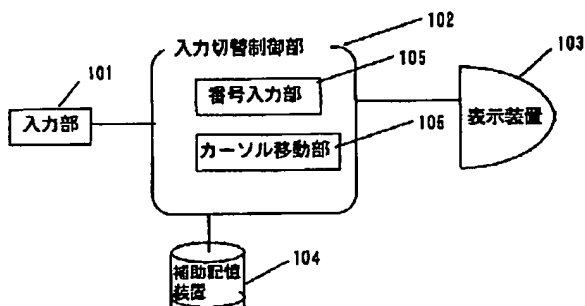 102
入力切替制御部
103
101
105
番号入力部
入力部
表示装置
106
カーソル移動部
104
補助記憶
装置